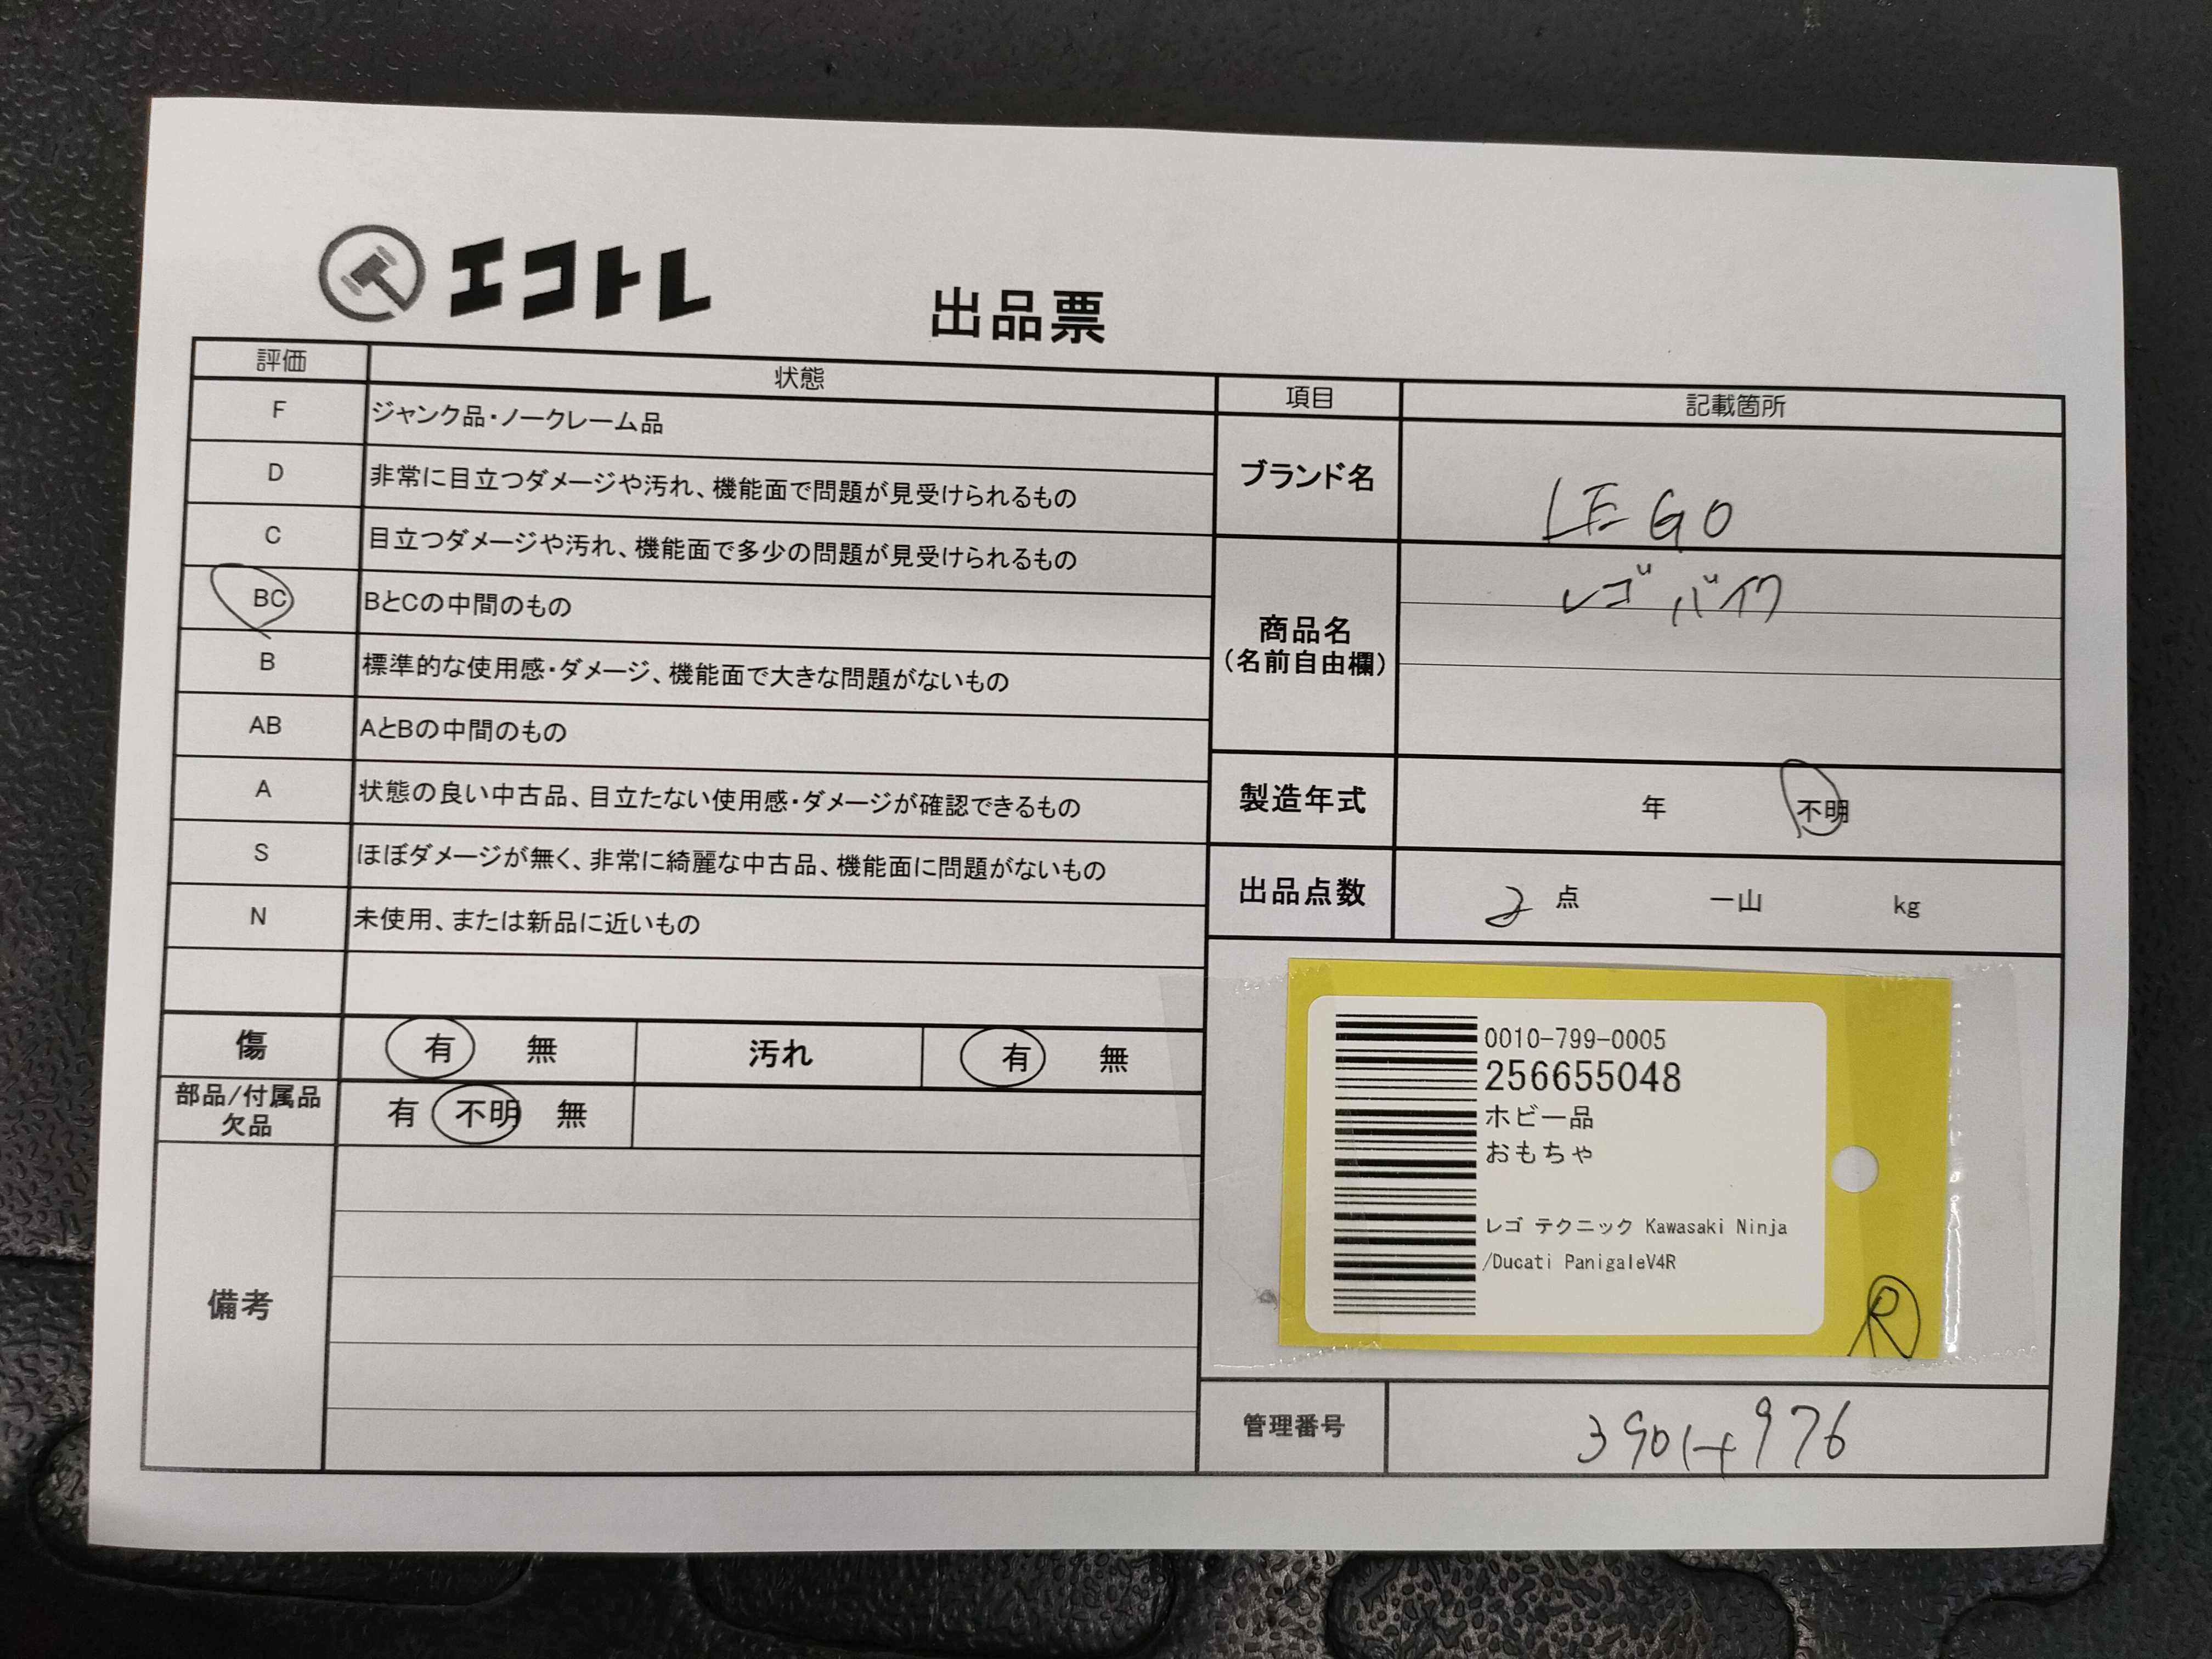 エコトレ
出品票
評価 状態
F ジャンク品・ノークレーム品
D 非常に目立つダメージや汚れ、機能面で問題が見受けられるもの
C 目立つダメージや汚れ、機能面で多少の問題が見受けられるもの
BC BとCの中間のもの
B 標準的な使用感・ダメージ、機能面で大きな問題がないもの
AB AとBの中間のもの
A 状態の良い中古品、目立たない使用感・ダメージが確認できるもの
S ほぼダメージが無く、非常に綺麗な中古品、機能面に問題がないもの
N 未使用、または新品に近いもの
傷 有 無 汚れ 有 無
部品/付属品
欠品
有 不明 無
備考
項目 記載箇所
ブランド名 LEGO
商品名
(名前自由欄)
レゴ バイク
製造年式 年 不明
出品点数 2 点 一山 kg
0010-799-0005
256655048
ホビー品
おもちゃ
レゴ テクニック Kawasaki Ninja
/Ducati PanigaleV4R
R
管理番号